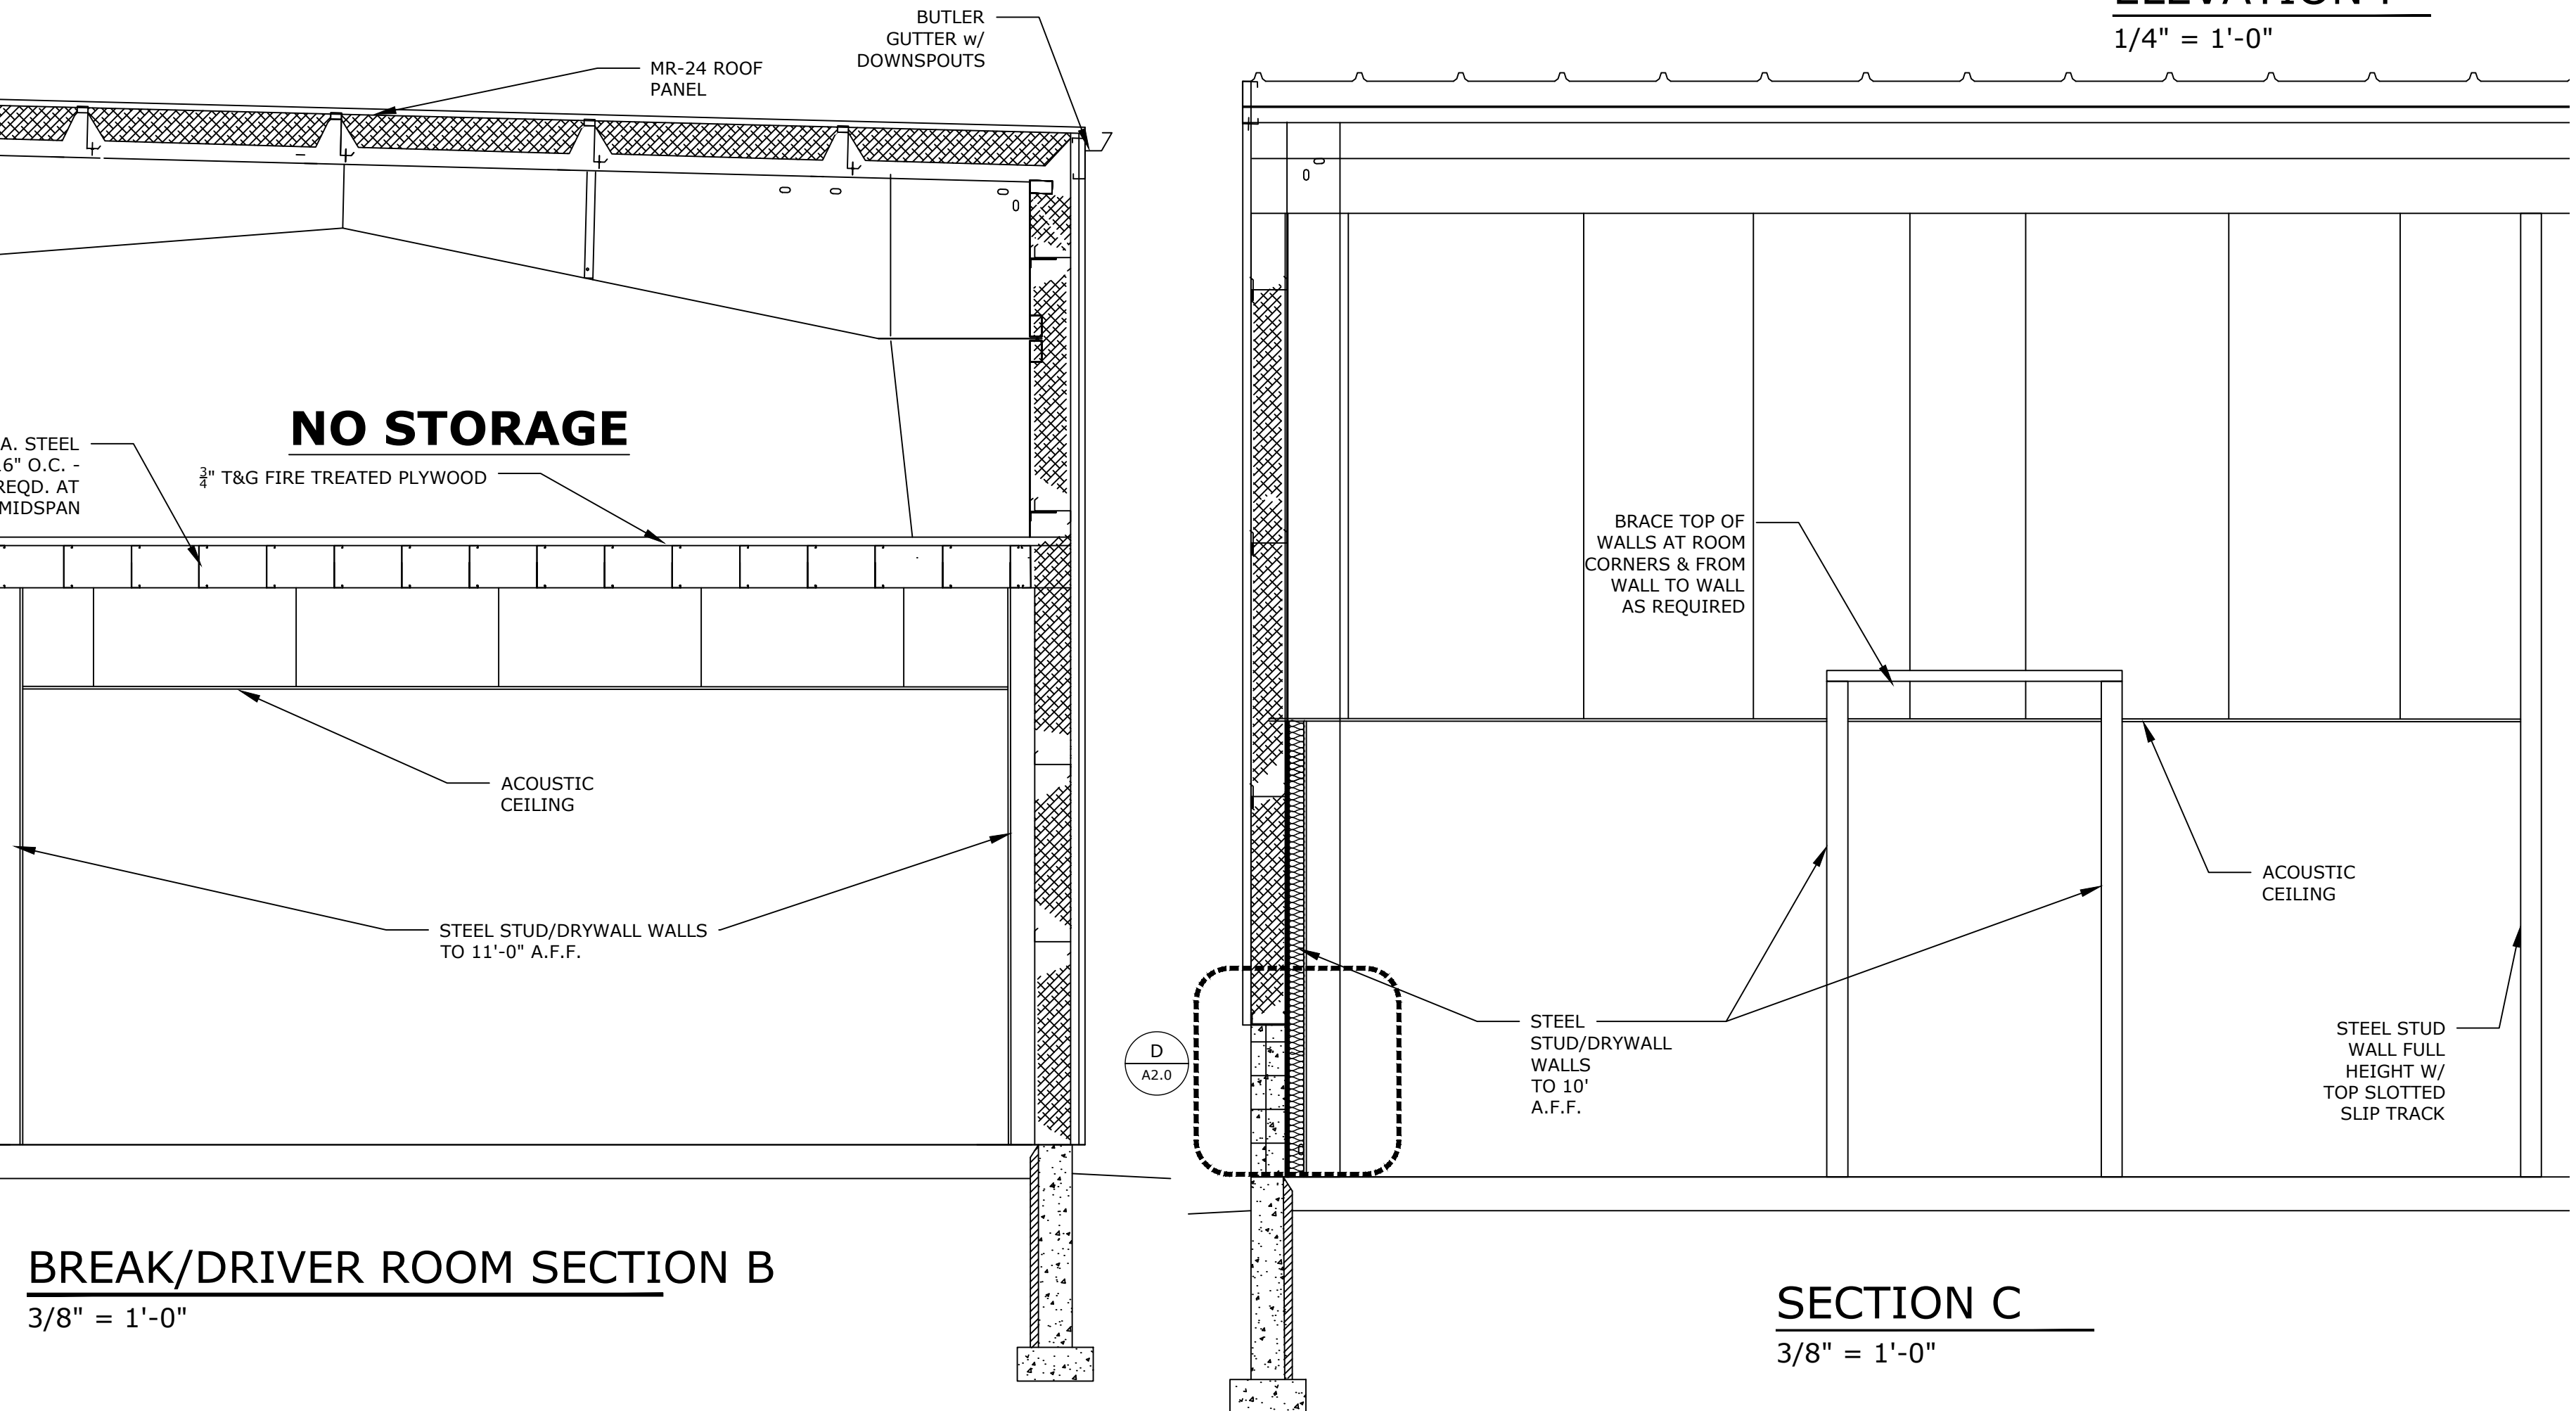 BUTLER
GUTTER w/
DOWNSPOUTS
MR-24 ROOF
PANEL
1/4" = 1'-0"
NO STORAGE
3/4" T&G FIRE TREATED PLYWOOD
A. STEEL
6" O.C. -
REQD. AT
MIDSPAN
BRACE TOP OF
WALLS AT ROOM
CORNERS & FROM
WALL TO WALL
AS REQUIRED
ACOUSTIC
CEILING
STEEL STUD/DRYWALL WALLS
TO 11'-0" A.F.F.
ACOUSTIC
CEILING
D
A2.0
STEEL
STUD/DRYWALL
WALLS
TO 10'
A.F.F.
STEEL STUD
WALL FULL
HEIGHT W/
TOP SLOTTED
SLIP TRACK
BREAK/DRIVER ROOM SECTION B
3/8" = 1'-0"
SECTION C
3/8" = 1'-0"